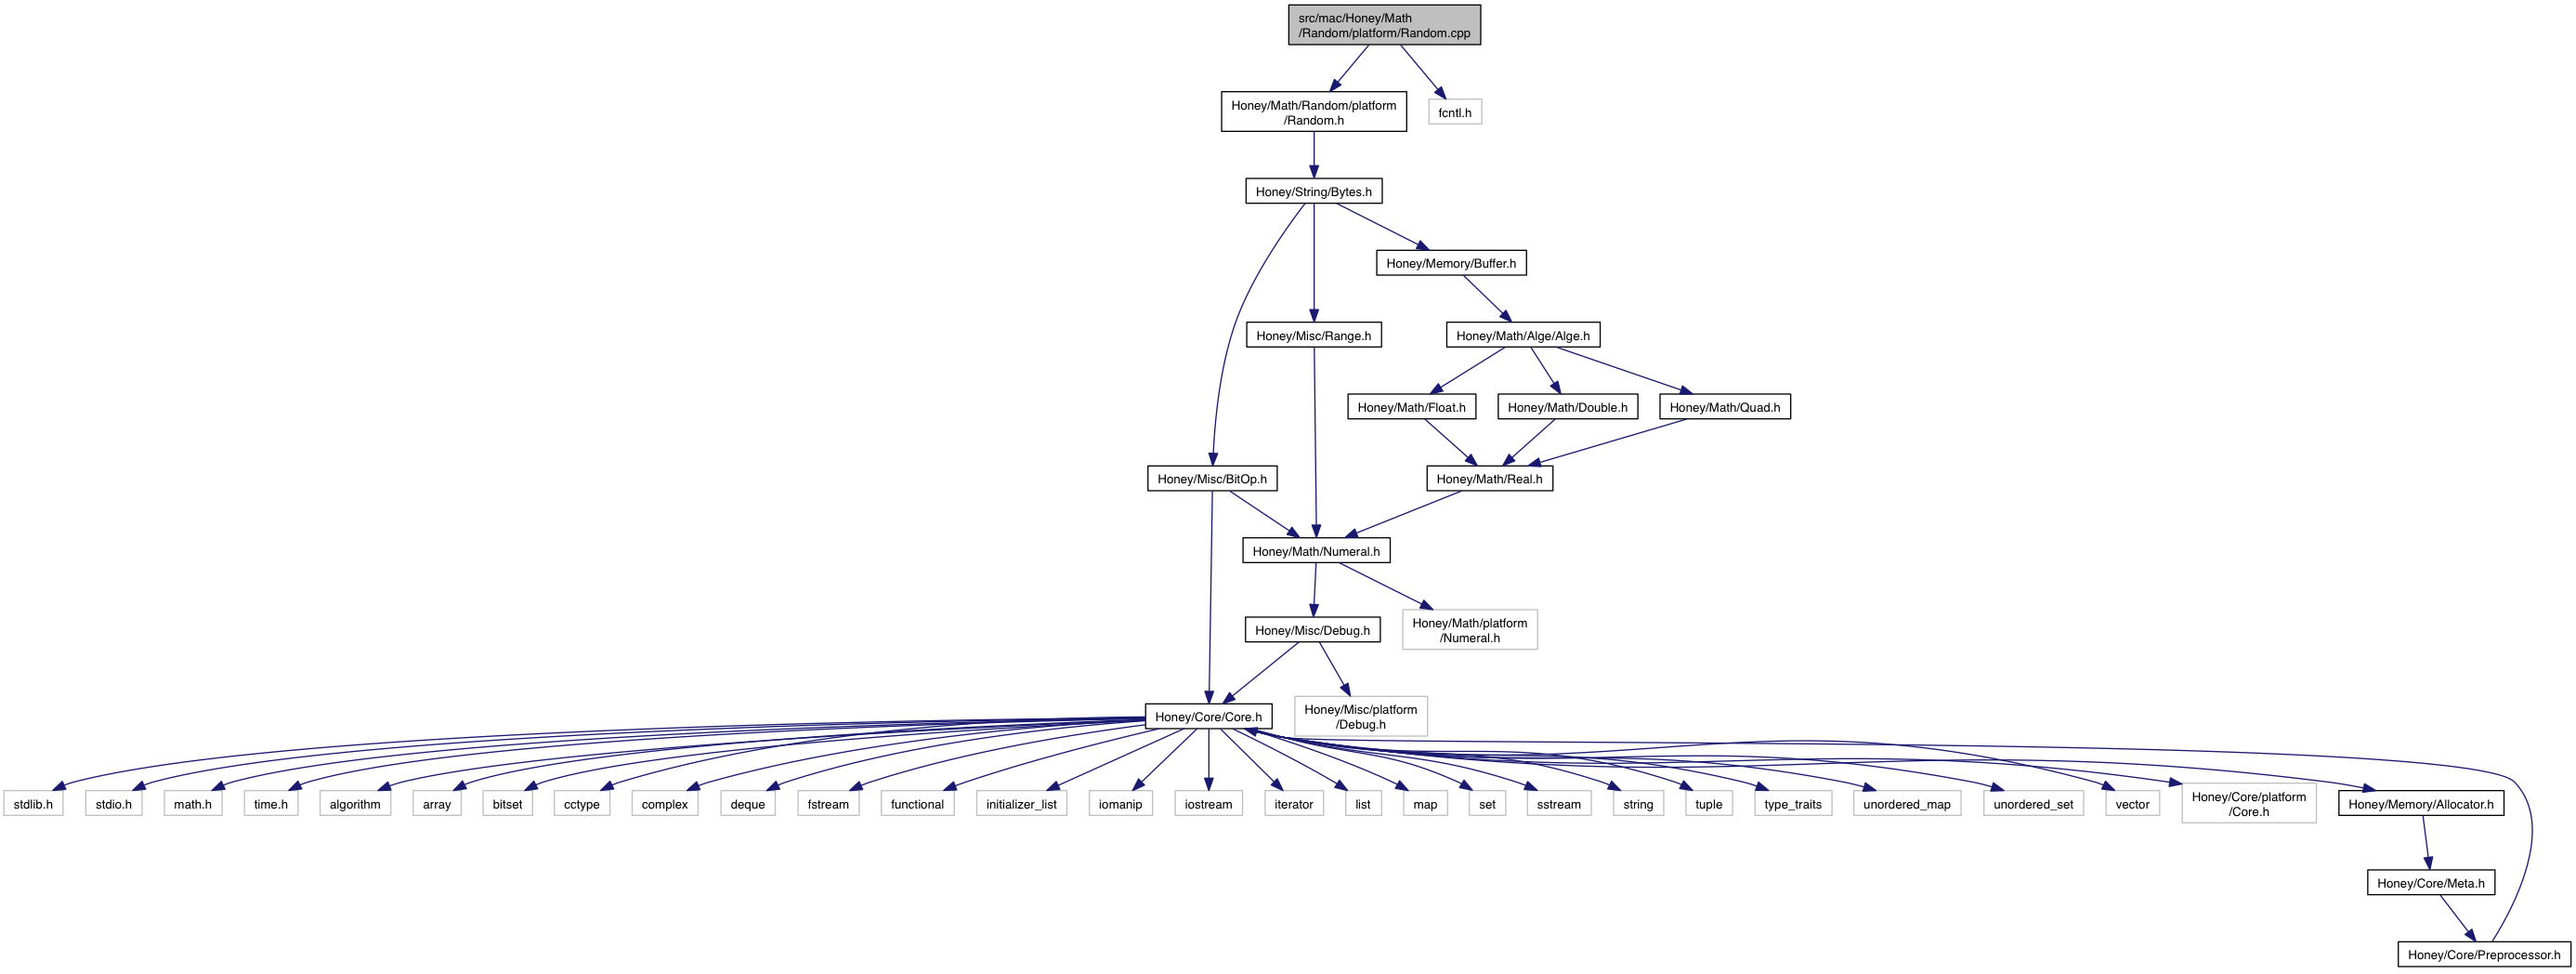 src/mac/Honey/Math
/Random/platform/Random.cpp
Honey/Math/Random/platform
/Random.h
fcntl.h
Honey/String/Bytes.h
Honey/Memory/Buffer.h
Honey/Misc/Range.h
Honey/Math/Alge/Alge.h
Honey/Math/Float.h
Honey/Math/Double.h
Honey/Math/Quad.h
Honey/Misc/BitOp.h
Honey/Math/Real.h
Honey/Math/Numeral.h
Honey/Misc/Debug.h
Honey/Math/platform
/Numeral.h
Honey/Core/Core.h
Honey/Misc/platform
/Debug.h
stdlib.h
stdio.h
math.h
time.h
algorithm
array
bitset
cctype
complex
deque
fstream
functional
initializer_list
iomanip
iostream
iterator
list
map
set
sstream
string
tuple
type_traits
unordered_map
unordered_set
vector
Honey/Core/platform
/Core.h
Honey/Memory/Allocator.h
Honey/Core/Meta.h
Honey/Core/Preprocessor.h